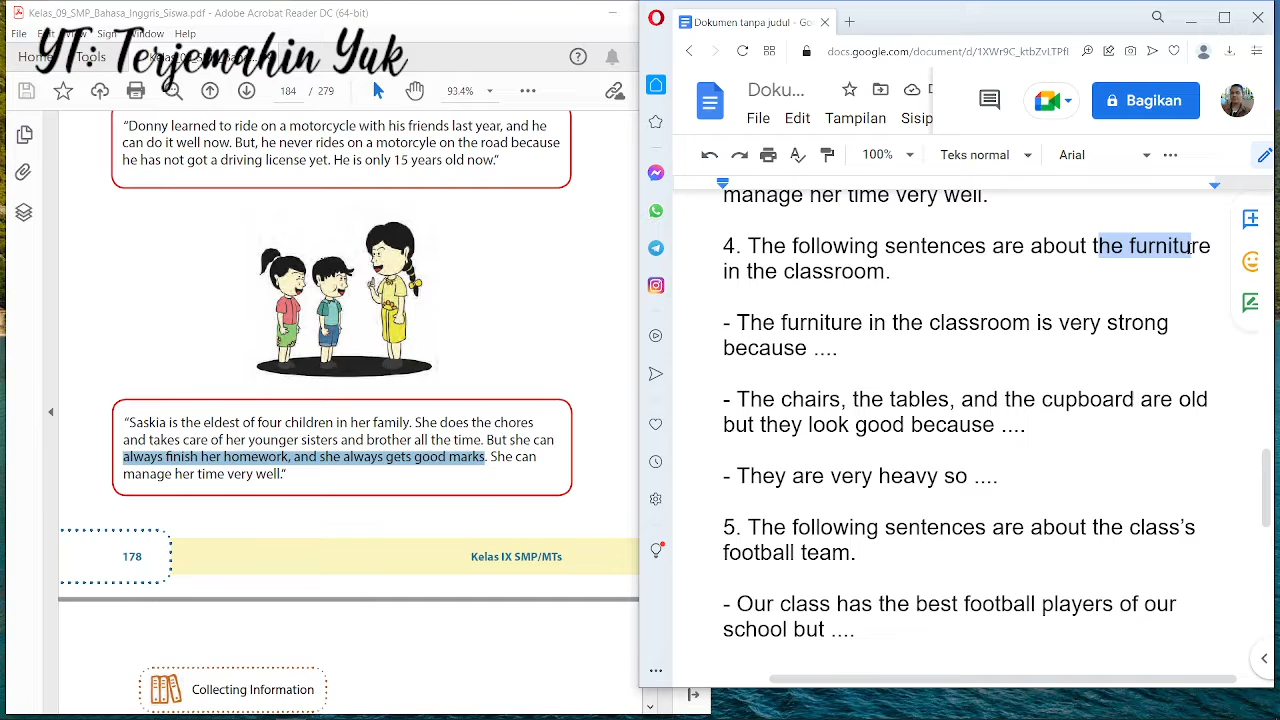 Kelas_09_SMP_Bahasa_Inggris_Siswa.pdf - Adobe Acrobat Reader DC (64-bit)
File Edit View Sign Window Help
YT: Terjemahin Yuk
Home Tools
184 / 279
93.4%
"Donny learned to ride on a motorcycle with his friends last year, and he
can do it well now. But, he never rides on a motorcyle on the road because
he has not got a driving license yet. He is only 15 years old now."
"Saskia is the eldest of four children in her family. She does the chores
and takes care of her younger sisters and brother all the time. But she can
always finish her homework, and she always gets good marks. She can
manage her time very well."
178
Kelas IX SMP/MTs
Collecting Information
Dokumen tanpa judul - Goo
docs.google.com/document/d/1XWr9C_ktbZvLTPfl
Doku...
File Edit Tampilan Sisip
Bagikan
100% Teks normal Arial
manage her time very well.
4. The following sentences are about the furniture
in the classroom.
- The furniture in the classroom is very strong
because ....
- The chairs, the tables, and the cupboard are old
but they look good because ....
- They are very heavy so ....
5. The following sentences are about the class's
football team.
- Our class has the best football players of our
school but ....